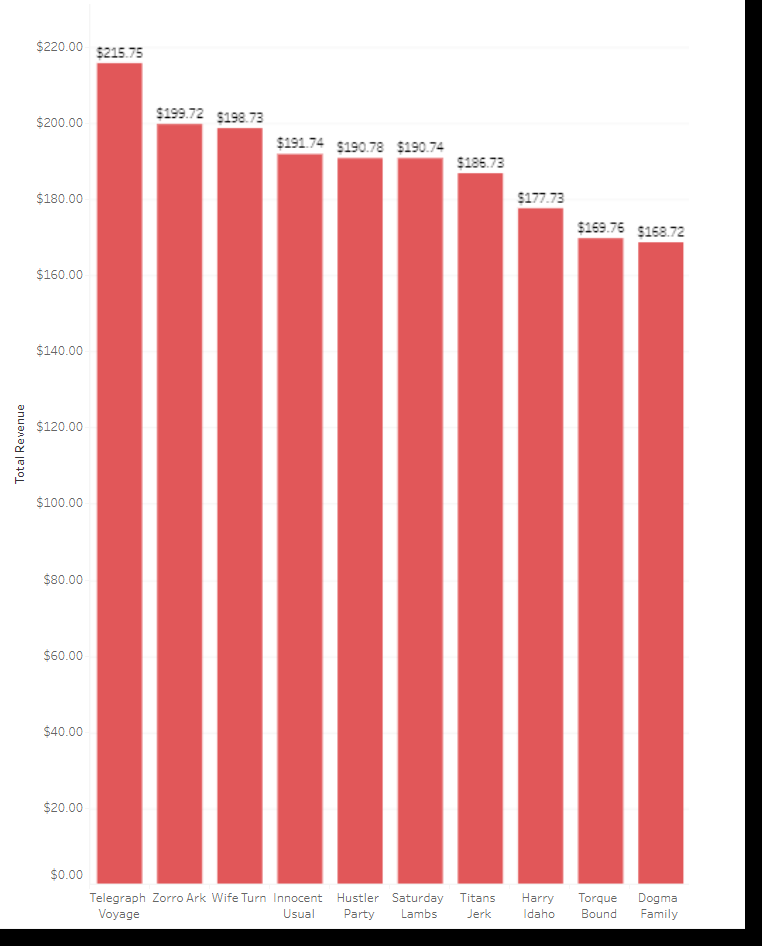 $220.00
$200.00
$180.00
$160.00
$140.00
$120.00
$100.00
$80.00
$60.00
$40.00
$20.00
$0.00
Total Revenue
$215.75
$199.72
$198.73
$191.74
$190.78
$190.74
$186.73
$177.73
$169.76
$168.72
Telegraph Voyage
Zorro Ark
Wife Turn
Innocent Usual
Hustler Party
Saturday Lambs
Titans Jerk
Harry Idaho
Torque Bound
Dogma Family